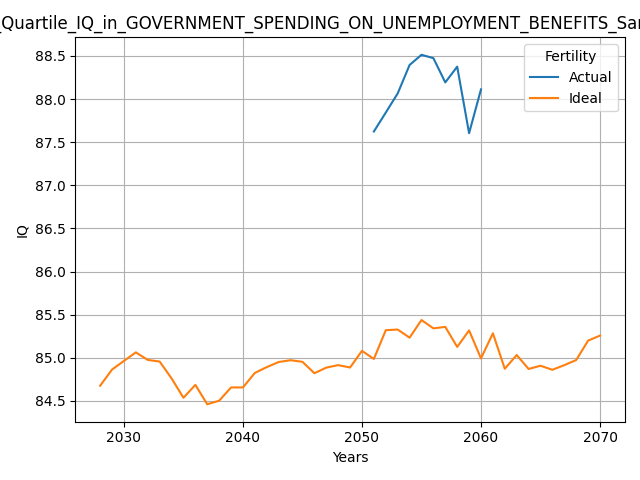 _Quartile_IQ_in_GOVERNMENT_SPENDING_ON_UNEMPLOYMENT_BENEFITS_Sa
Fertility
Actual
Ideal
88.5
88.0
87.5
87.0
86.5
86.0
85.5
85.0
84.5
IQ
2030 2040 2050 2060 2070
Years